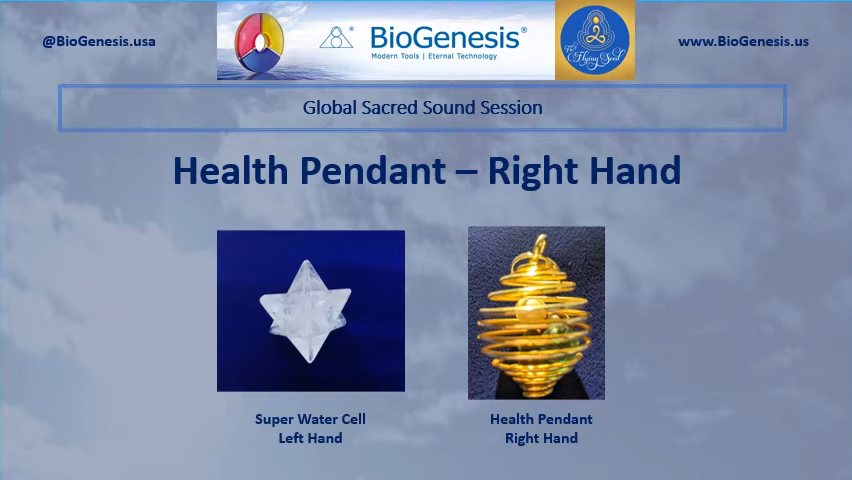 @BioGenesis.usa
BioGenesis®
Modern Tools | Eternal Technology
The
Flying Seed
www.BioGenesis.us
Global Sacred Sound Session
Health Pendant – Right Hand
Super Water Cell
Left Hand
Health Pendant
Right Hand